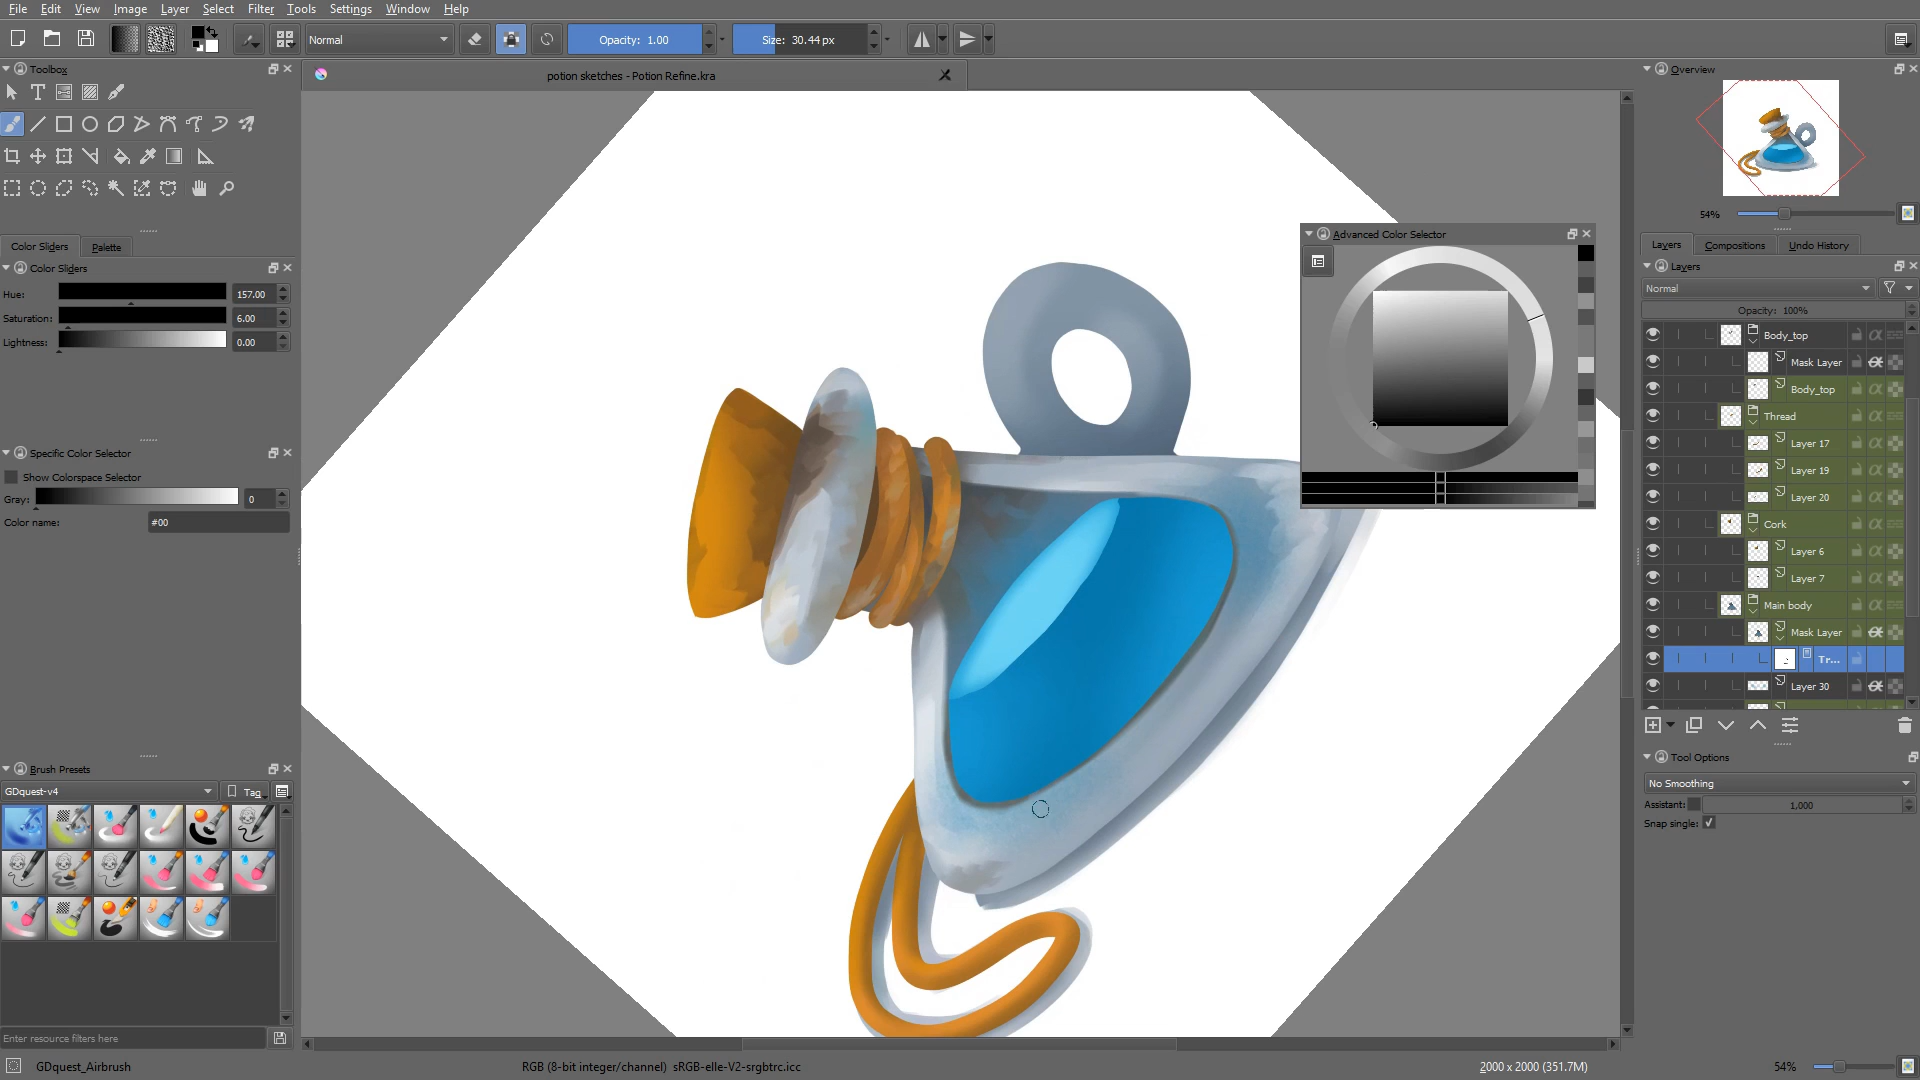 File Edit View Image Layer Select Filter Tools Settings Window Help
Normal
Opacity: 1.00
Size: 30.44 px
Toolbox
potion sketches - Potion Refine.kra
Color Sliders Palette
Color Sliders
Hue: 157.00
Saturation: 6.00
Lightness: 0.00
Specific Color Selector
Show Colorspace Selector
Gray: 0
Color name: #00
Brush Presets
GDquest-v4
Tag
Enter resource filters here
GDquest_Airbrush
RGB (8-bit integer/channel) sRGB-elle-V2-srgbtrc.icc
2000 x 2000 (351.7M)
54%
Advanced Color Selector
Overview
54%
Layers Compositions Undo History
Layers
Normal
Opacity: 100%
Body_top
Mask Layer
Body_top
Thread
Layer 17
Layer 19
Layer 20
Cork
Layer 6
Layer 7
Main body
Mask Layer
Tr...
Layer 30
Tool Options
No Smoothing
Assistant: 1,000
Snap single: